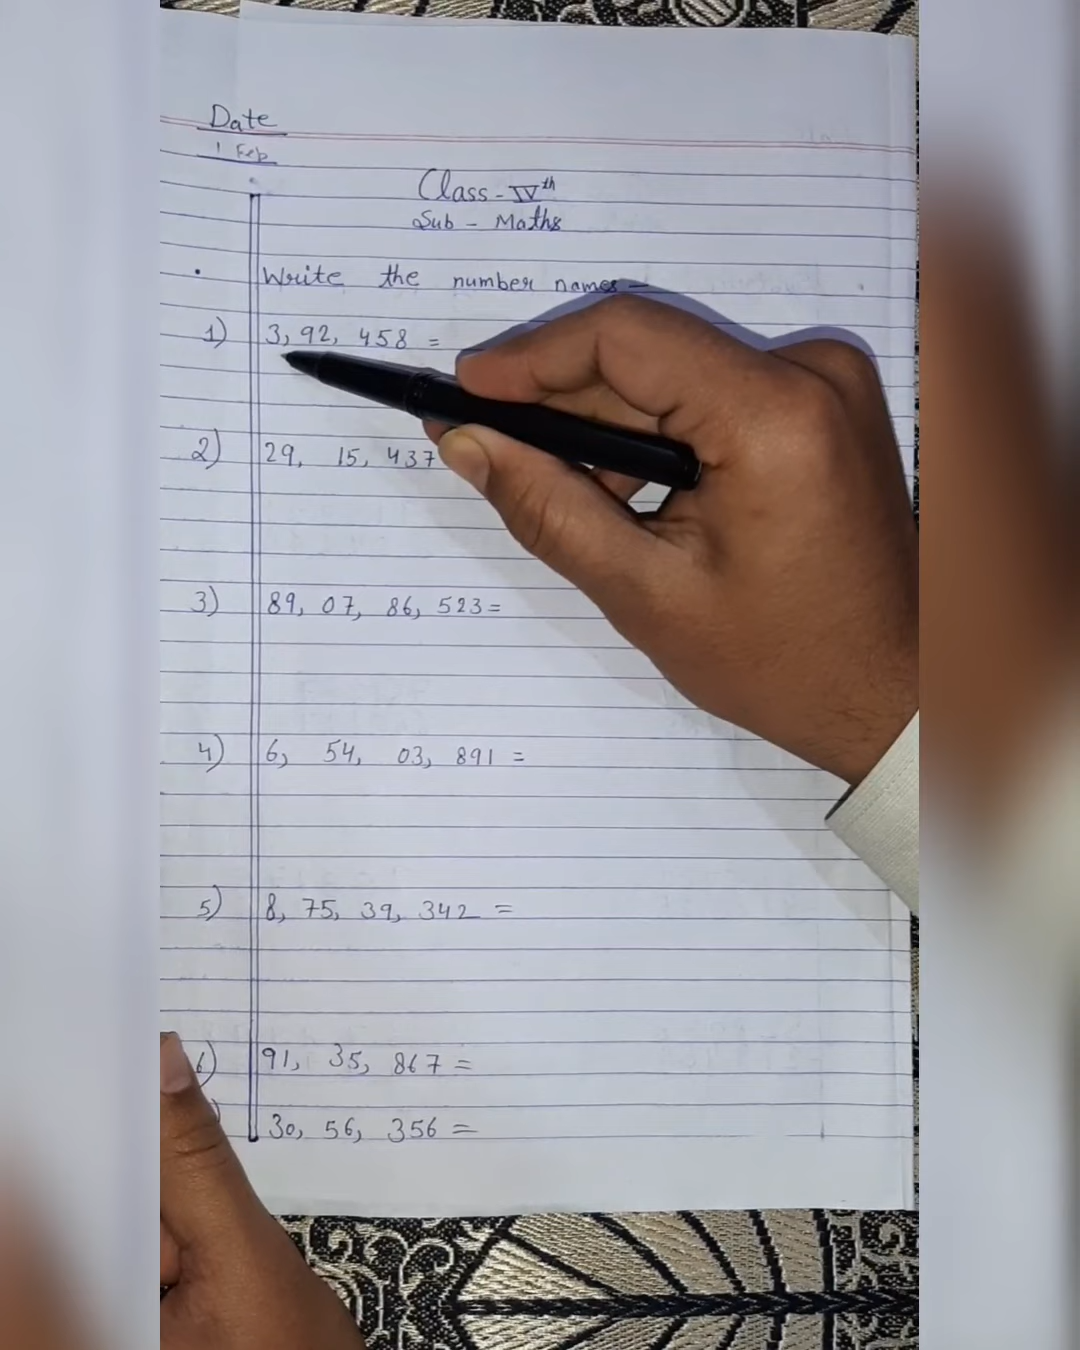 Date
1 Feb
Class - IVth
Sub - Maths
• Write the number names —
1) 3, 92, 458 =
2) 29, 15, 437
3) 89, 07, 86, 523 =
4) 6, 54, 03, 891 =
5) 8, 75, 39, 342 =
6) 91, 35, 867 =
30, 56, 356 =